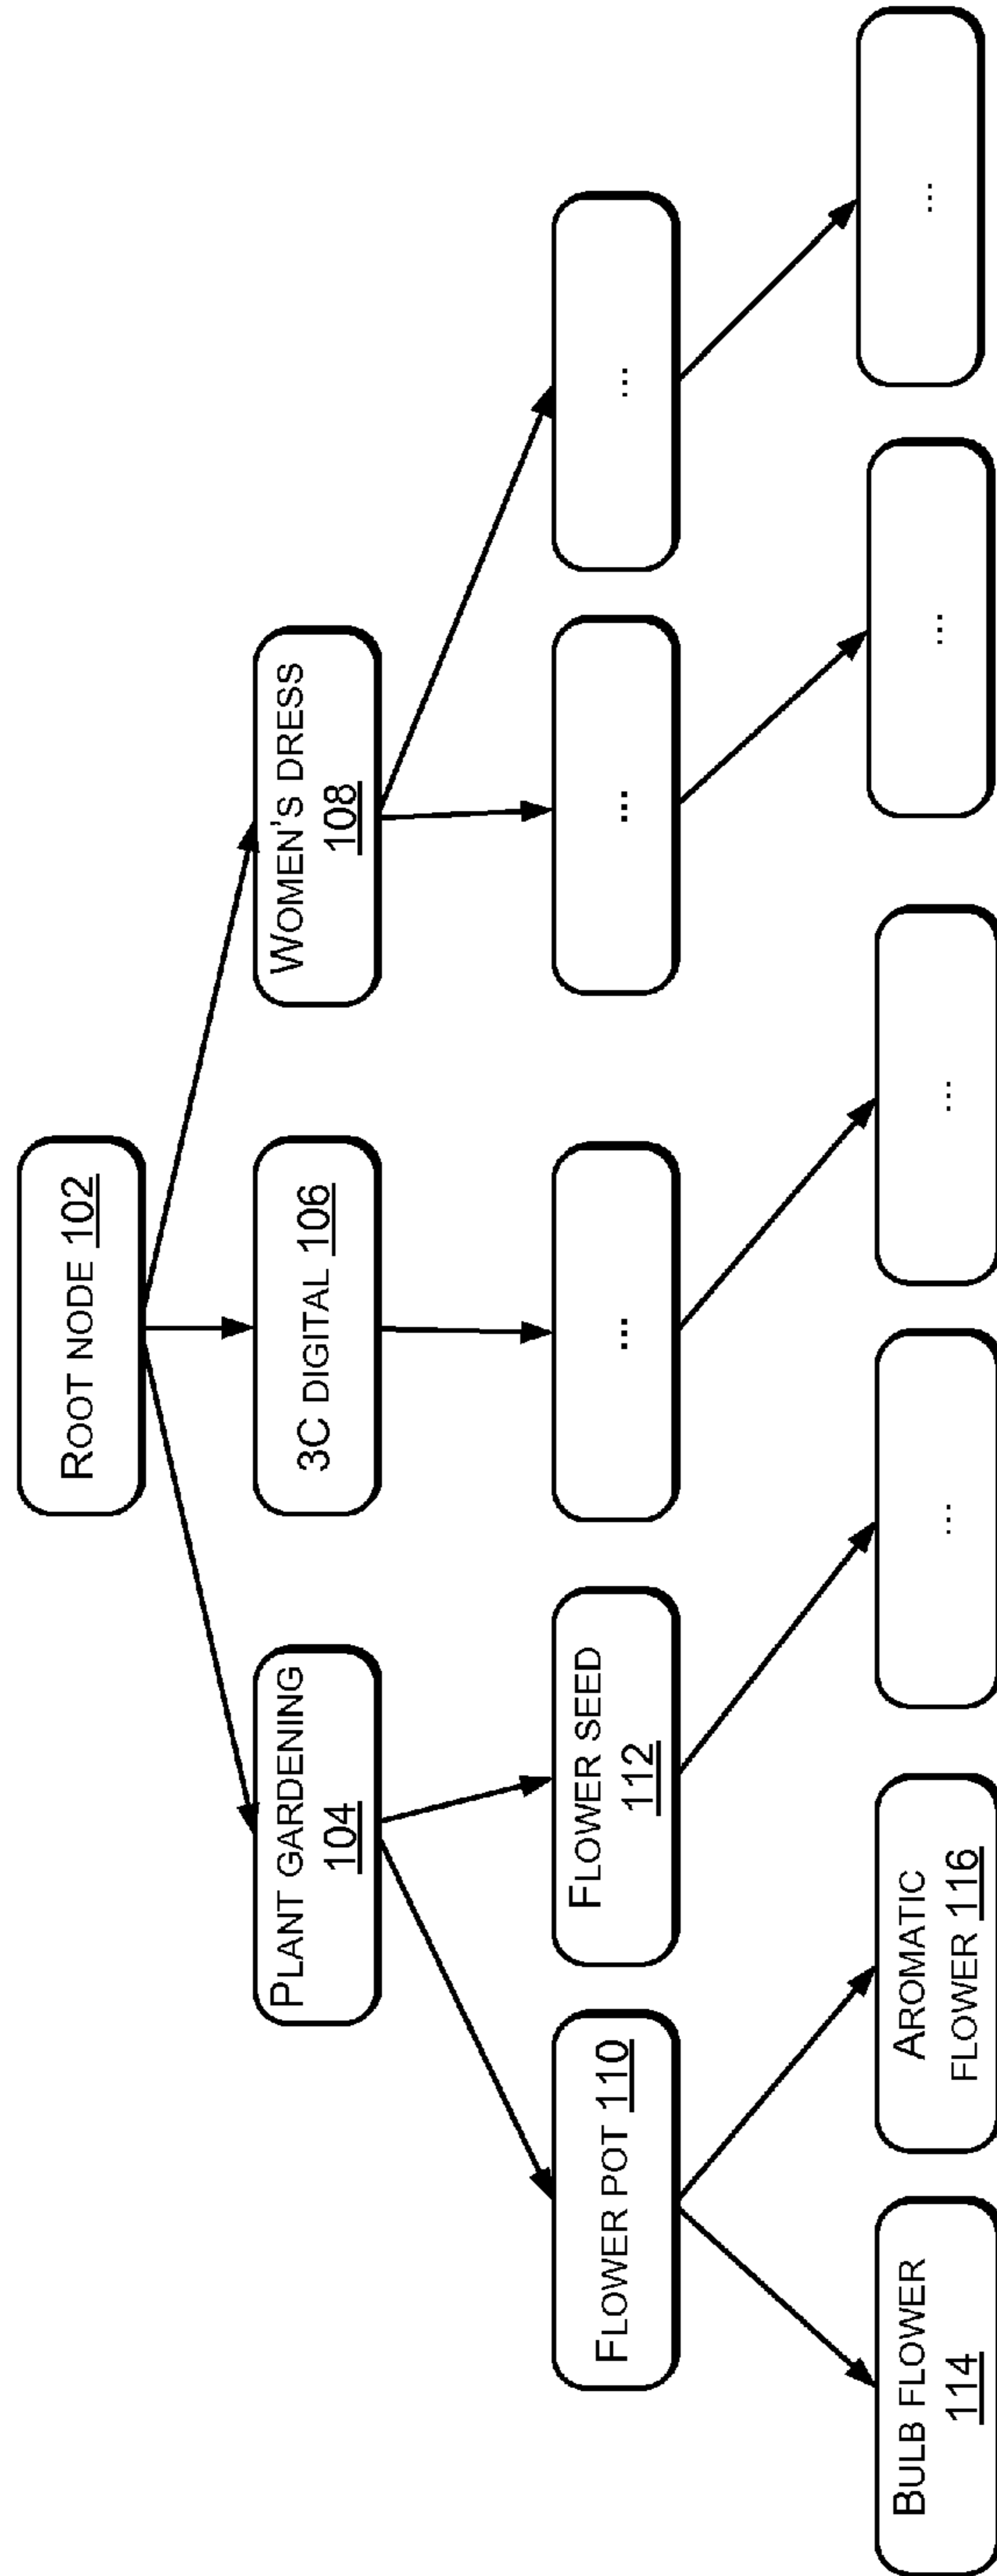 ROOT NODE 102
PLANT GARDENING
104
3C DIGITAL 106
WOMEN'S DRESS
108
FLOWER POT 110
FLOWER SEED
112
...
...
...
BULB FLOWER
114
AROMATIC
FLOWER 116
...
...
...
...